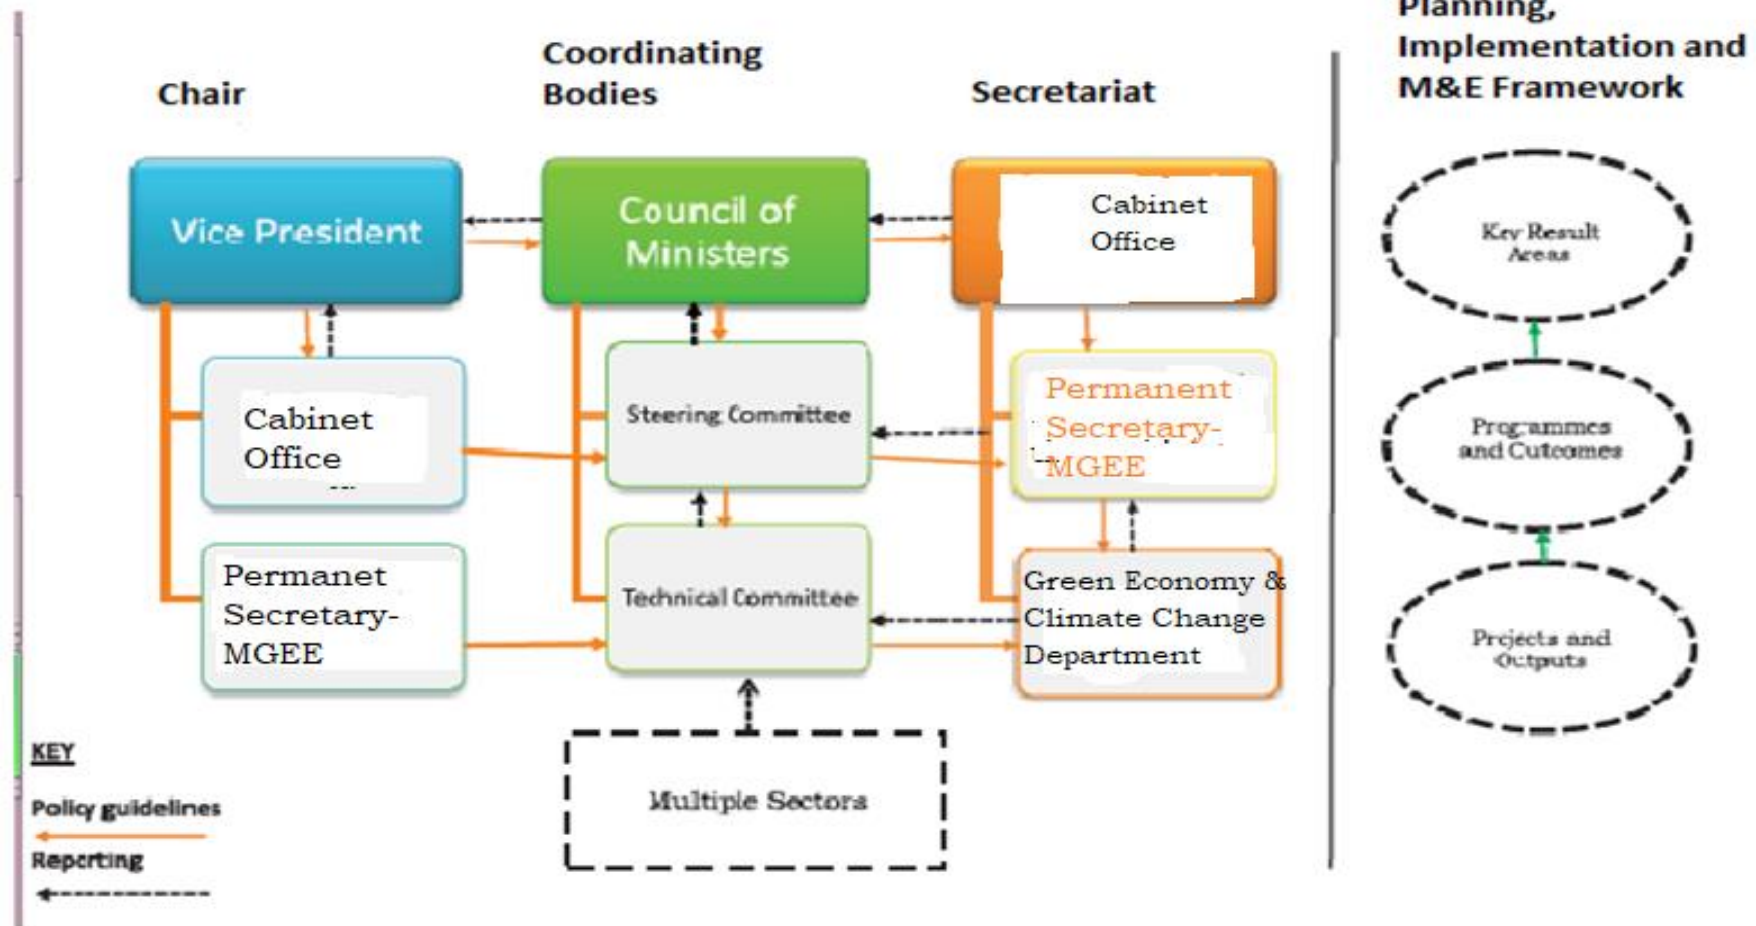 Planning,
Implementation and
M&E Framework
Coordinating
Bodies
Chair
Secretariat
Vice President
Council of
Ministers
Cabinet
Office
Key Result
Areas
Cabinet
Office
Steering Committee
Permanent
Secretary-
MGEE
Programmes
and Outcomes
Permanet
Secretary-
MGEE
Technical Committee
Green Economy &
Climate Change
Department
Projects and
Outputs
KEY
Policy guidelines
Reporting
Multiple Sectors